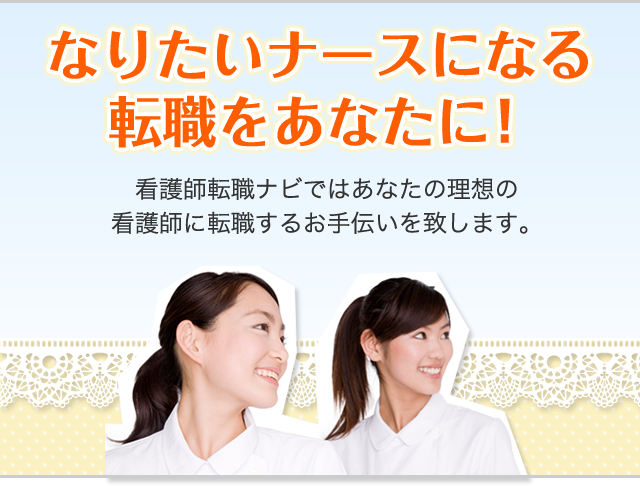 なりたいナースになる
転職をあなたに!
看護師転職ナビではあなたの理想の
看護師に転職するお手伝いを致します。